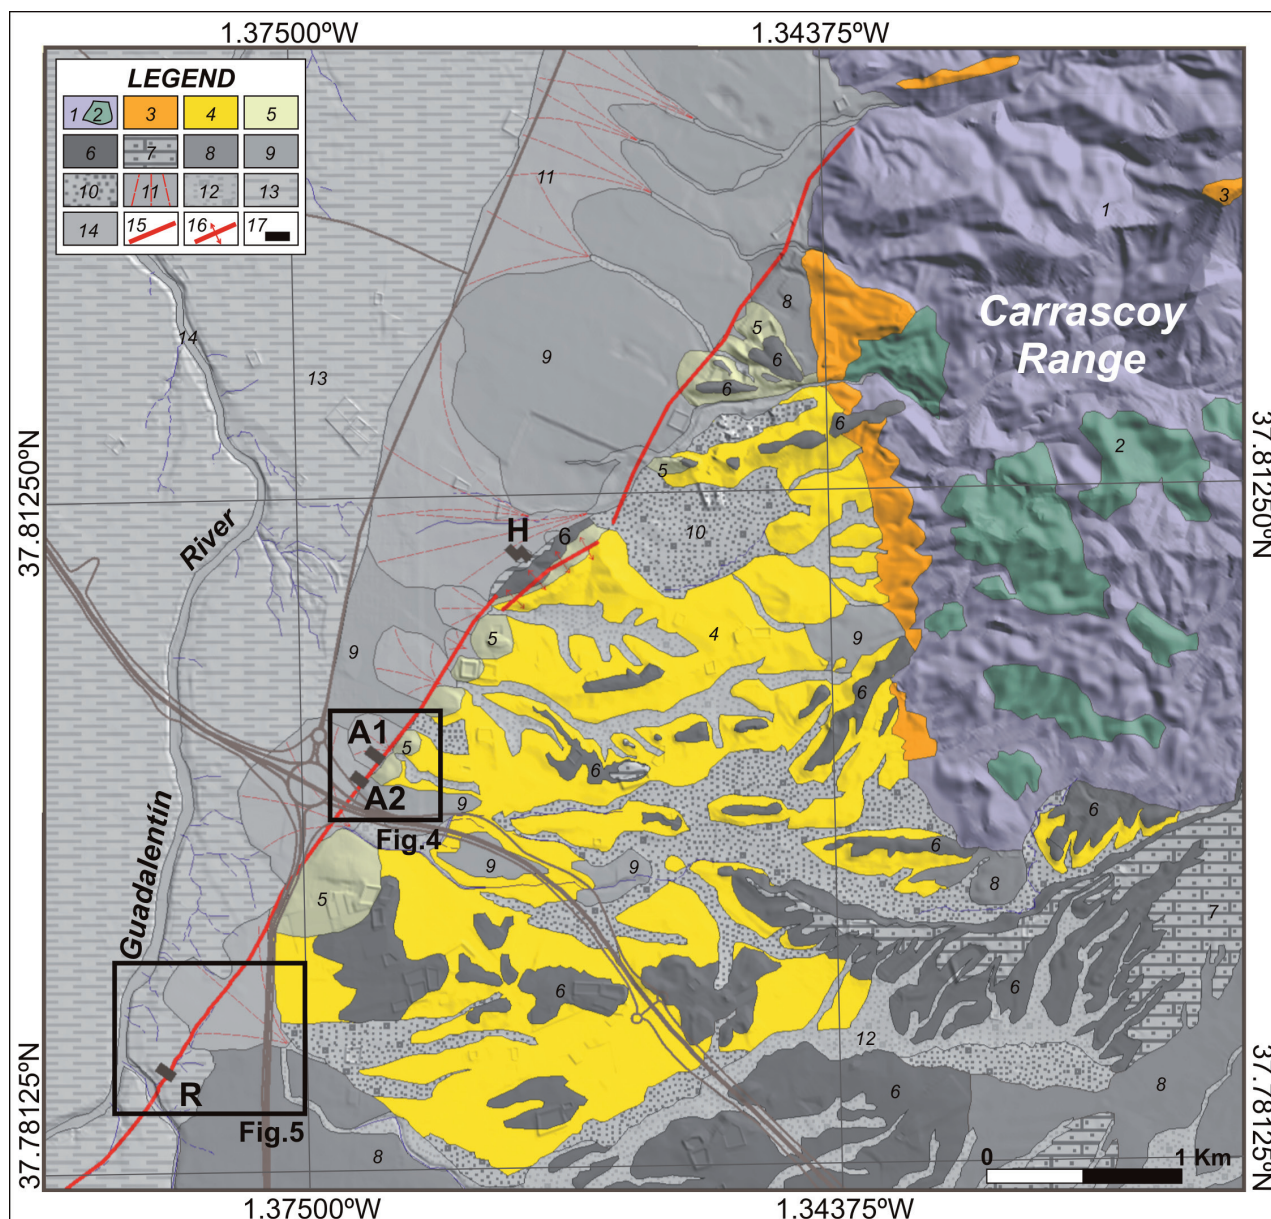 1.37500ºW
1.34375ºW
LEGEND
1 2 3 4 5
6 7 8 9
10 11 12 13
14 15 16 17
11
1
3
Carrascoy
Range
8
5
6
6
14
13
9
6
2
5
37.81250ºN
37.81250ºN
River
H
6
10
4
9
5
9
6
A1
5
6
A2
9
Fig.4
6
6
9
9
8
5
7
Guadalentín
6
6
12
R
6
8
Fig.5
8
37.78125ºN
37.78125ºN
0
1 Km
1.37500ºW
1.34375ºW